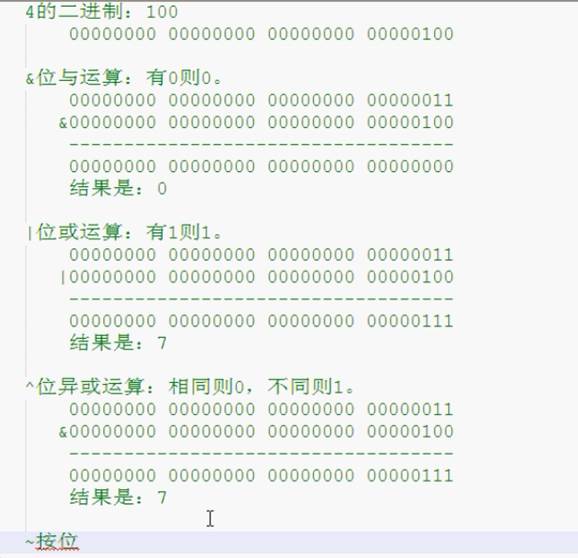 4的二进制：100
00000000 00000000 00000000 00000100
&位与运算：有0则0。
00000000 00000000 00000000 00000011
&00000000 00000000 00000000 00000100
-----------------------------------
00000000 00000000 00000000 00000000
结果是：0
|位或运算：有1则1。
00000000 00000000 00000000 00000011
|00000000 00000000 00000000 00000100
-----------------------------------
00000000 00000000 00000000 00000111
结果是：7
^位异或运算：相同则0，不同则1。
00000000 00000000 00000000 00000011
&00000000 00000000 00000000 00000100
-----------------------------------
00000000 00000000 00000000 00000111
结果是：7
~按位